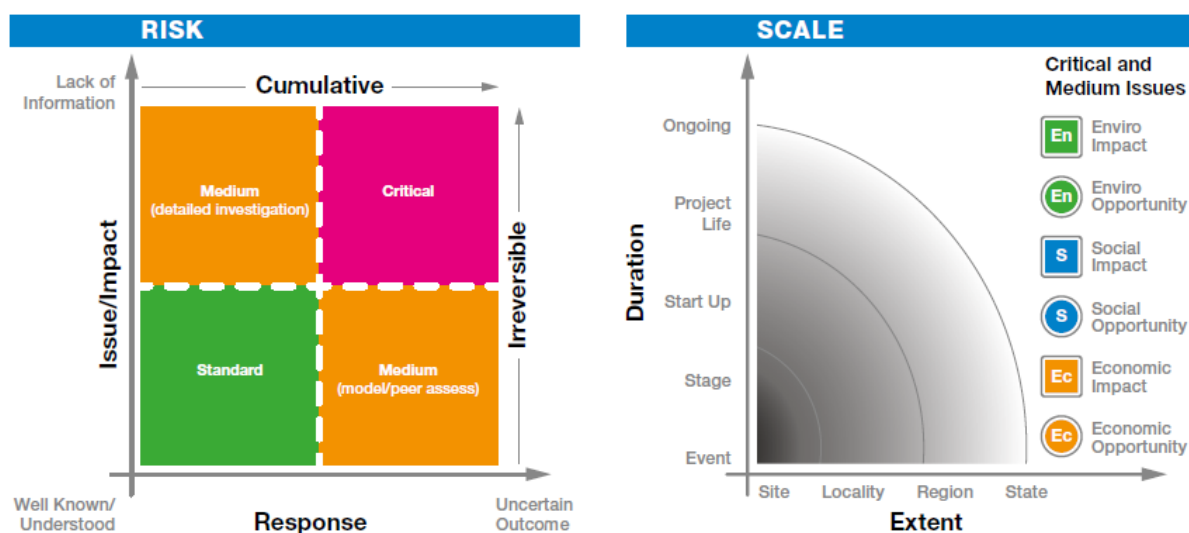 RISK
Lack of
Information
Cumulative
Medium
(detailed investigation)
Critical
Issue/Impact
Irreversible
Standard
Medium
(model/peer assess)
Well Known/
Understood
Response
Uncertain
Outcome
SCALE
Critical and
Medium Issues
Ongoing
Project
Life
Duration
Start Up
Stage
Event
Site
Locality
Region
State
Extent
En
Enviro
Impact
En
Enviro
Opportunity
S
Social
Impact
S
Social
Opportunity
Ec
Economic
Impact
Ec
Economic
Opportunity